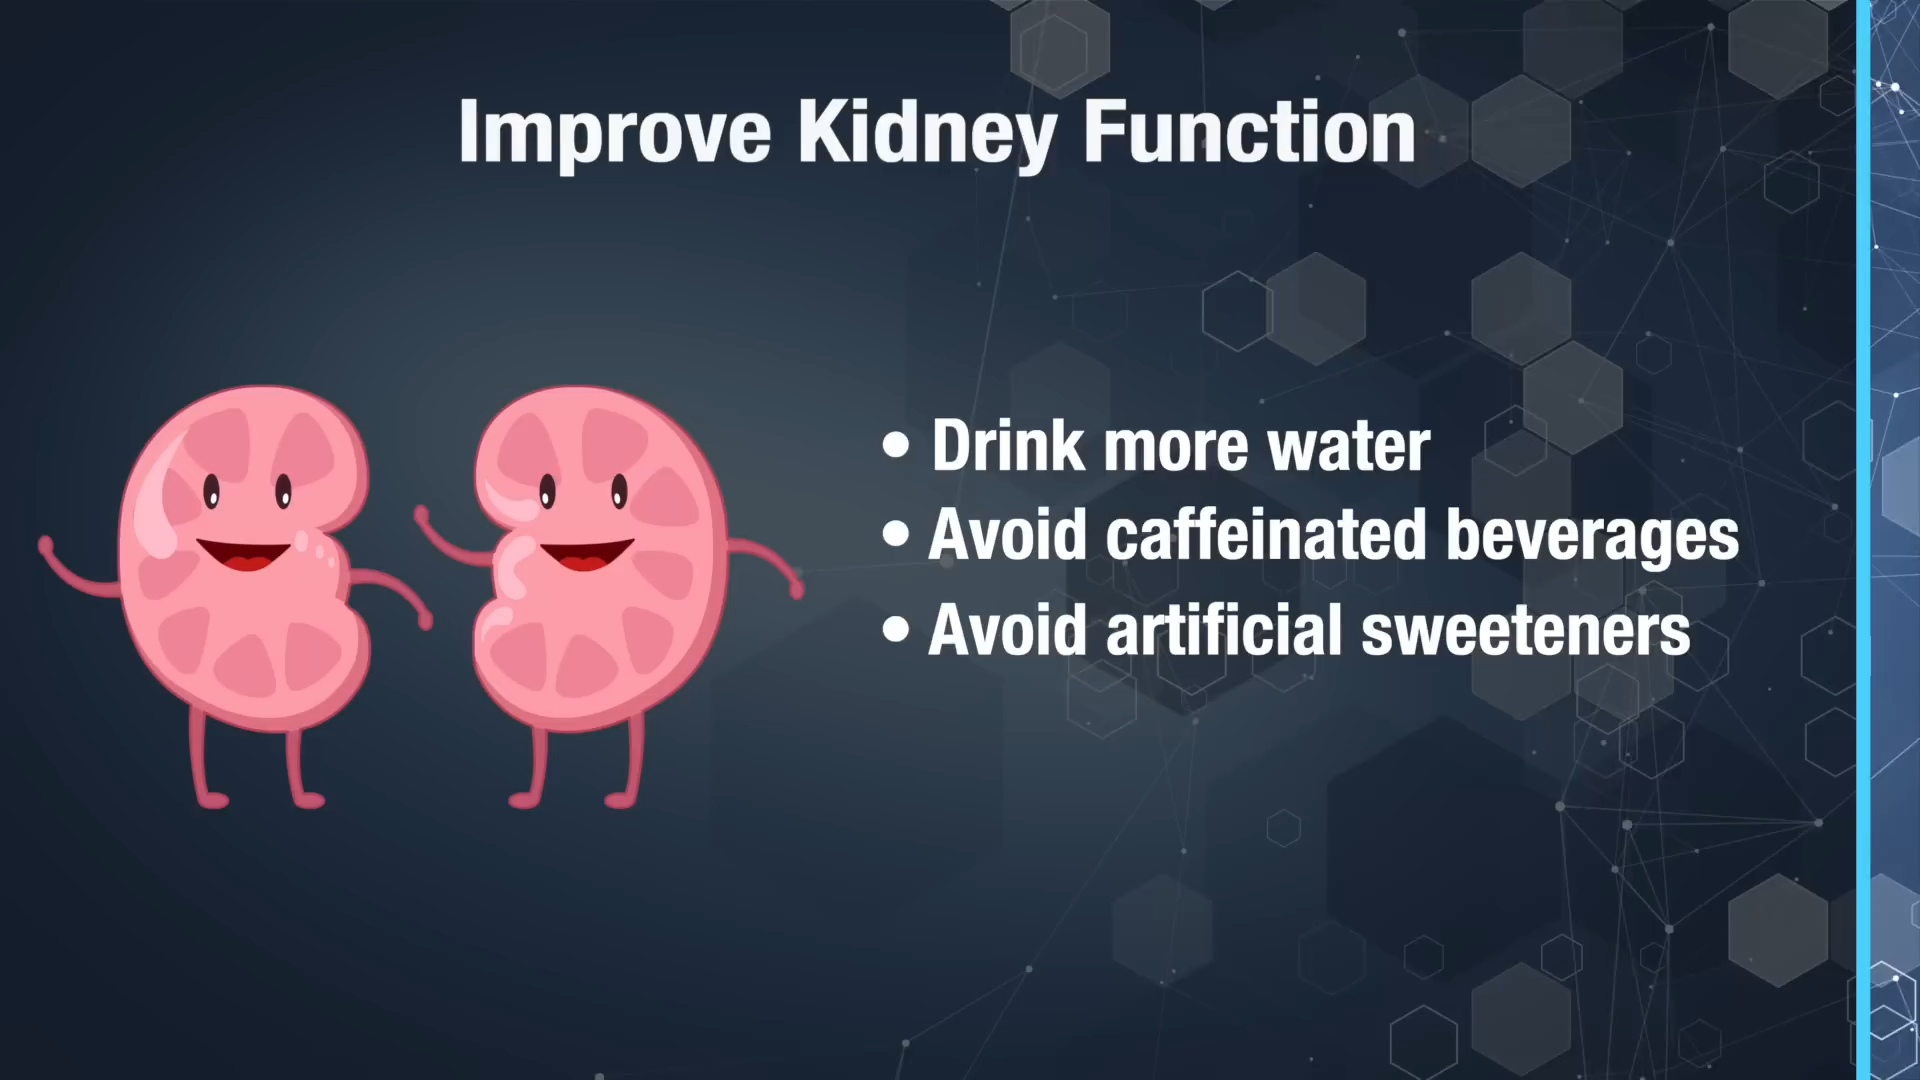 Improve Kidney Function
• Drink more water
• Avoid caffeinated beverages
• Avoid artificial sweeteners